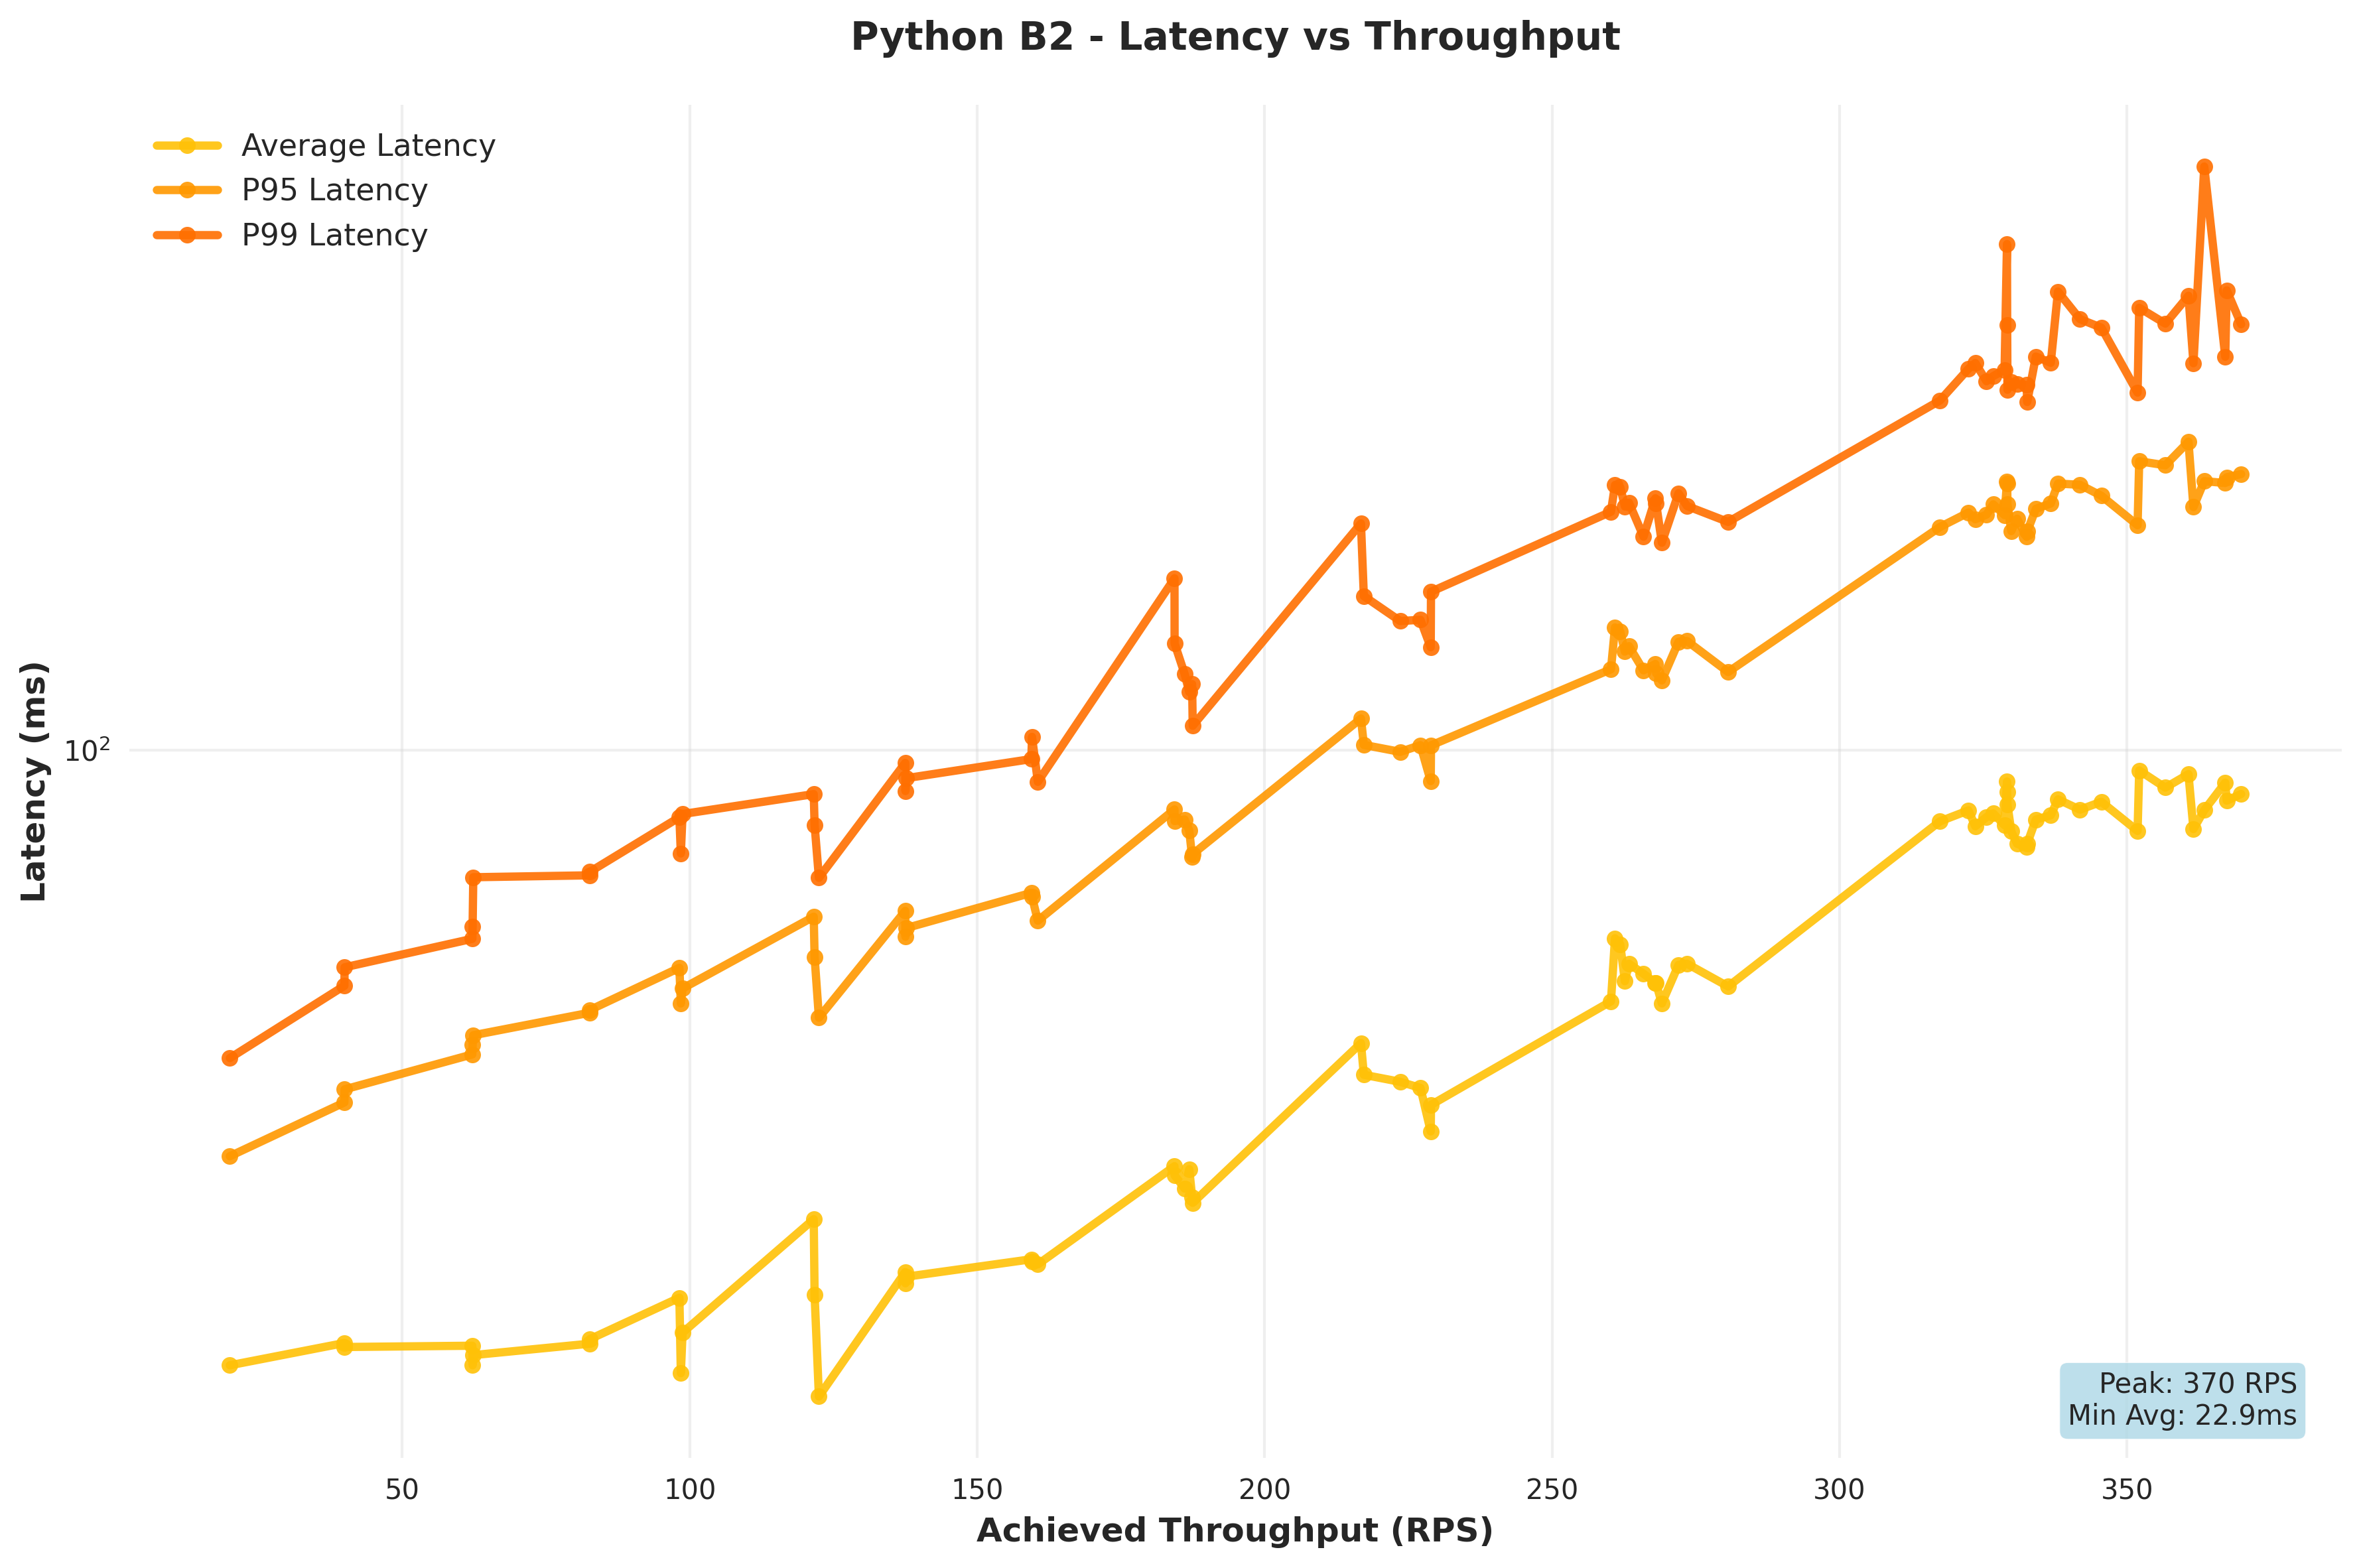 Python B2 - Latency vs Throughput
Average Latency
P95 Latency
P99 Latency
Latency (ms)
10²
Peak: 370 RPS
Min Avg: 22.9ms
50 100 150 200 250 300 350
Achieved Throughput (RPS)